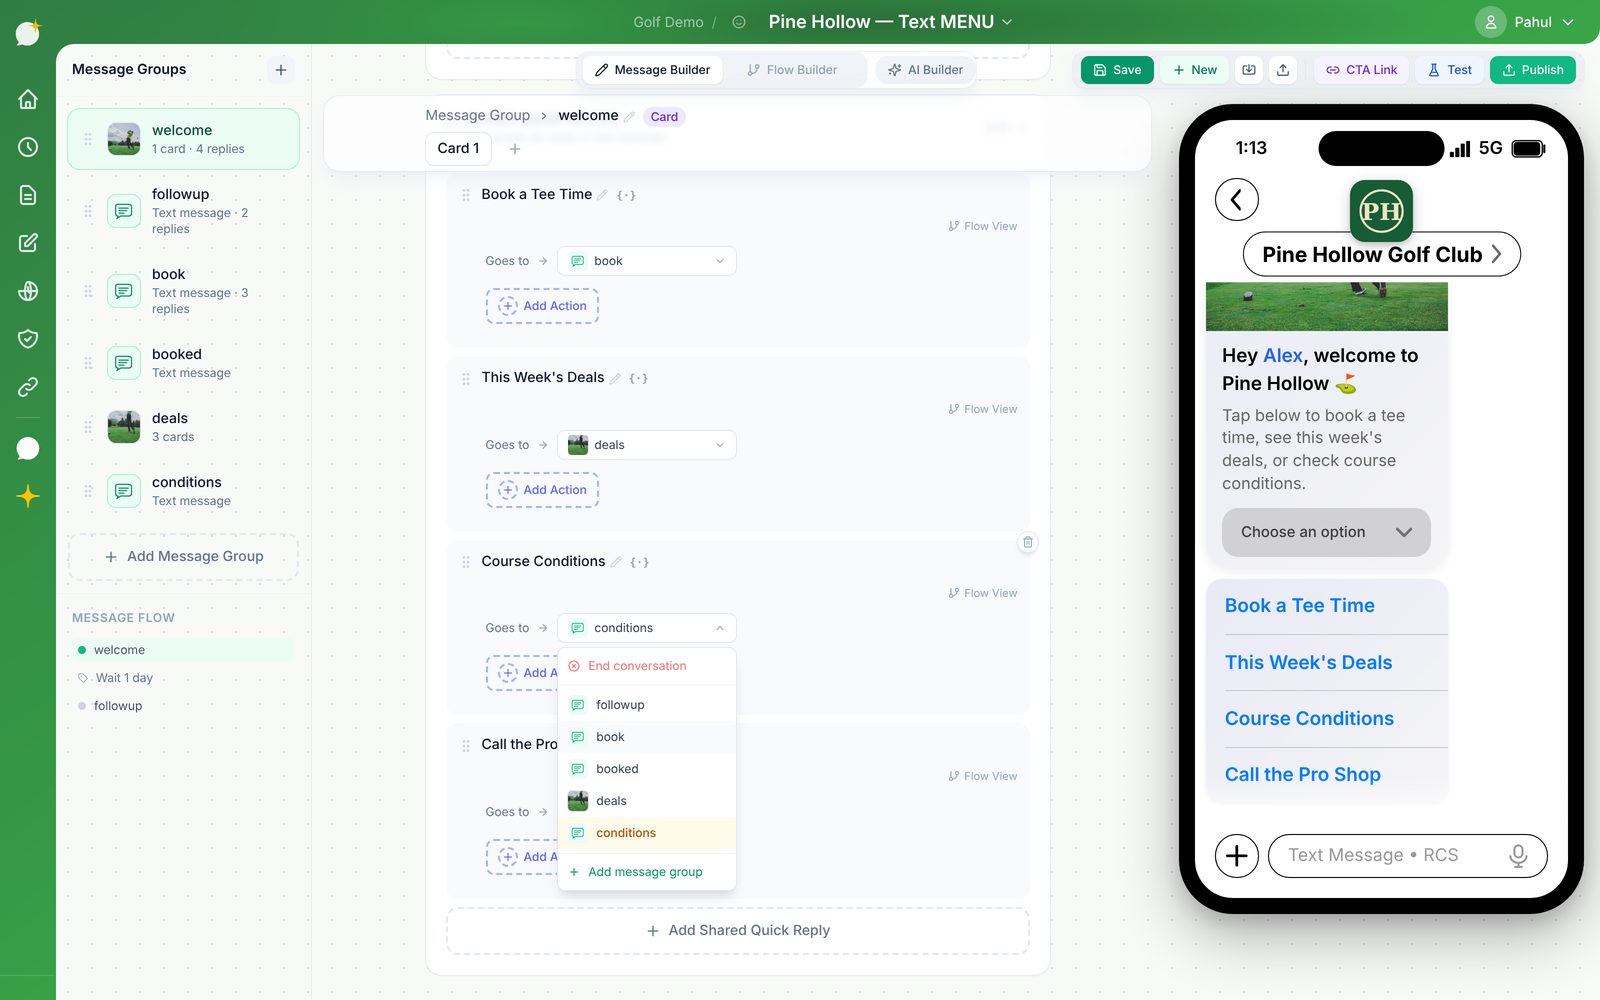 Golf Demo /
Pine Hollow — Text MENU
Pahul
Message Groups
Message Builder
Flow Builder
AI Builder
Save
New
CTA Link
Test
Publish
welcome
1 card · 4 replies
followup
Text message · 2
replies
book
Text message · 3
replies
booked
Text message
deals
3 cards
conditions
Text message
Add Message Group
MESSAGE FLOW
welcome
Wait 1 day
followup
Message Group > welcome
Card
Card 1
Book a Tee Time
{·}
Flow View
Goes to → book
Add Action
This Week's Deals
{·}
Flow View
Goes to → deals
Add Action
Course Conditions
{·}
Flow View
Goes to → conditions
Add A
End conversation
followup
book
booked
deals
conditions
Add message group
Call the Pro
Flow View
Goes to →
Add A
Add Shared Quick Reply
1:13
5G
PH
Pine Hollow Golf Club
Hey Alex, welcome to
Pine Hollow ⛳
Tap below to book a tee
time, see this week's
deals, or check course
conditions.
Choose an option
Book a Tee Time
This Week's Deals
Course Conditions
Call the Pro Shop
Text Message • RCS